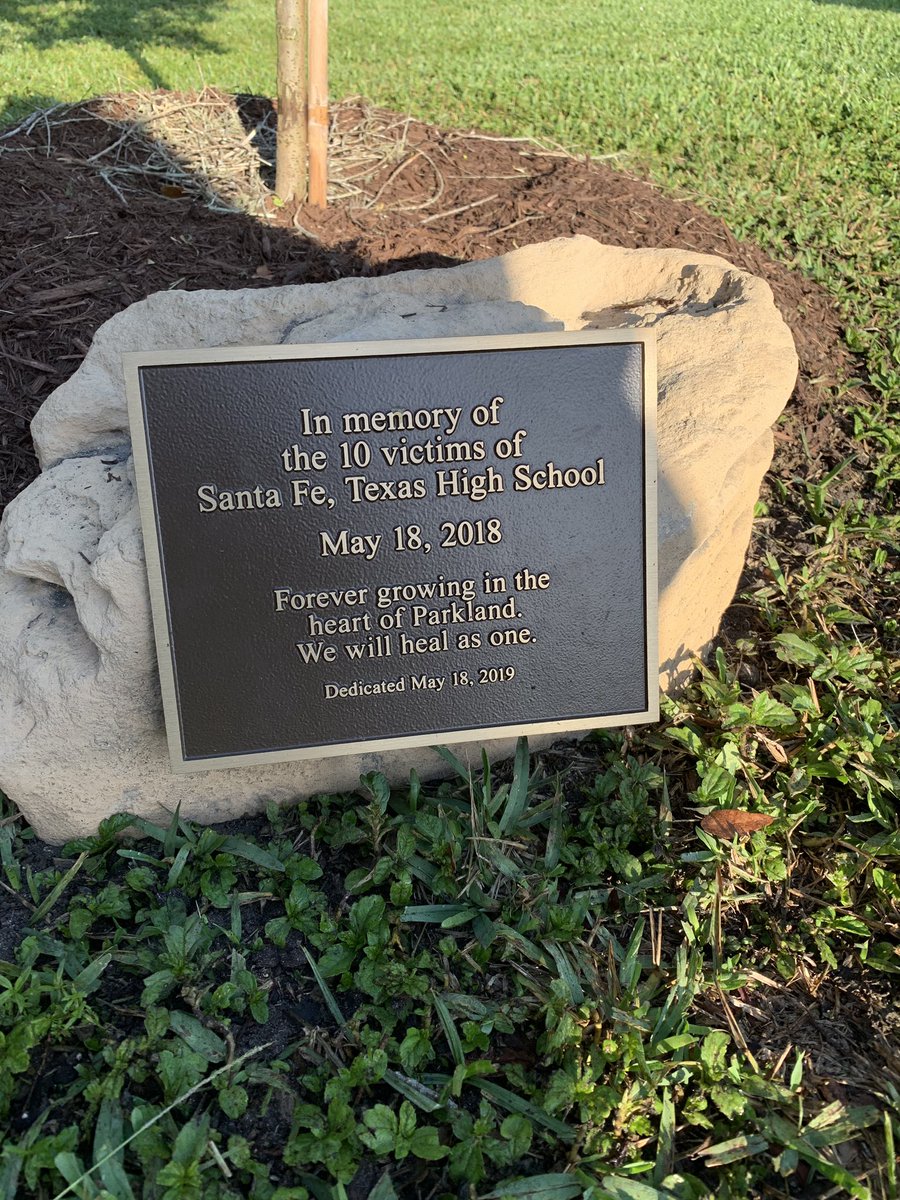 In memory of
the 10 victims of
Santa Fe, Texas High School
May 18, 2018
Forever growing in the
heart of Parkland.
We will heal as one.
Dedicated May 18, 2019